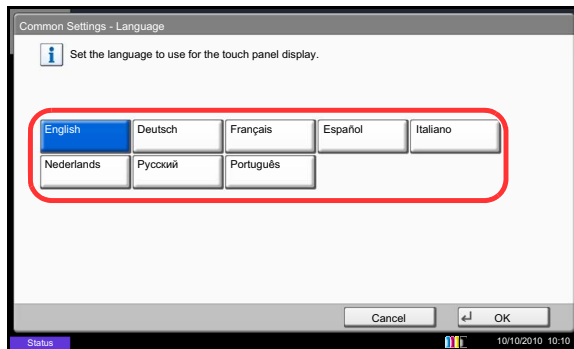 Common Settings - Language
i Set the language to use for the touch panel display.
English Deutsch Français Español Italiano
Nederlands Русский Português
Cancel OK
Status 10/10/2010 10:10